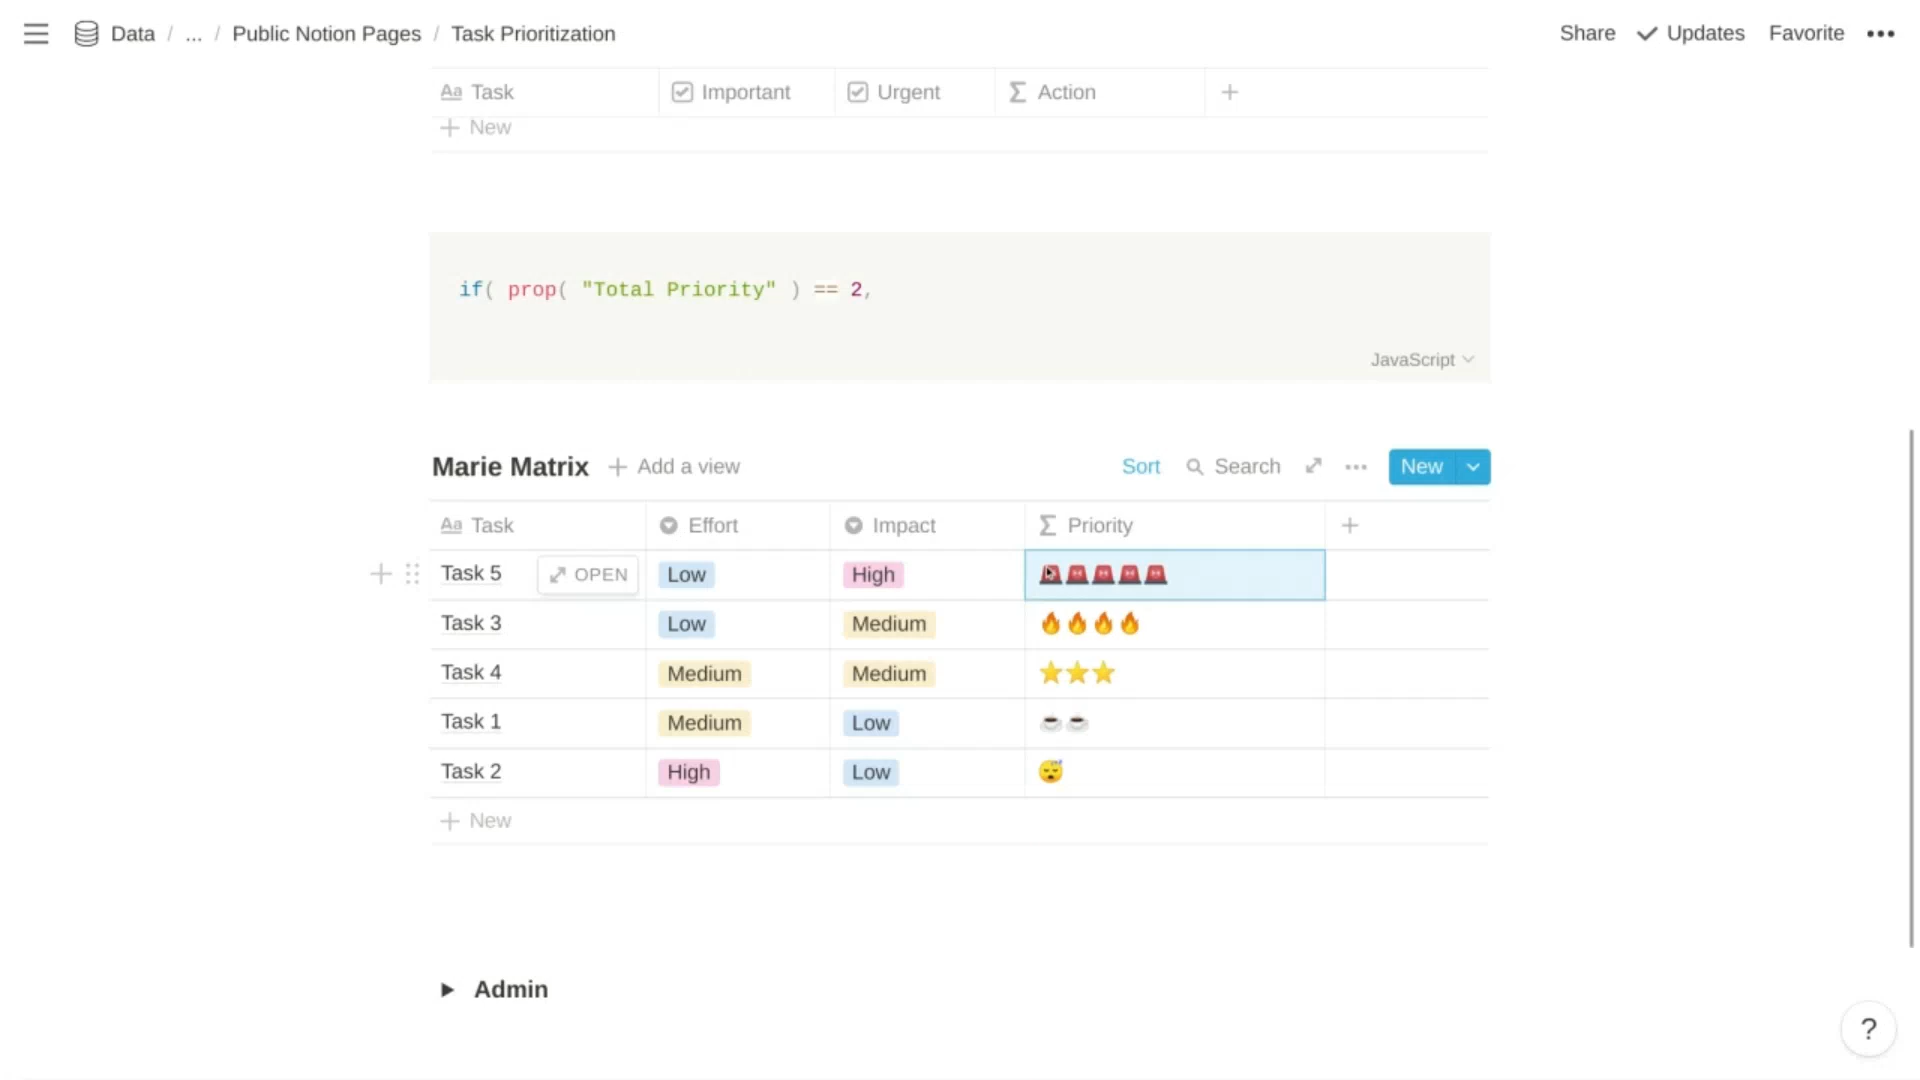 Data / ... / Public Notion Pages / Task Prioritization Share Updates Favorite •••
Aa Task Important Urgent Σ Action +
+ New
if( prop( "Total Priority" ) == 2,
JavaScript
Marie Matrix + Add a view Sort Search ••• New
Aa Task Effort Impact Σ Priority +
Task 5 OPEN Low High 🚨🚨🚨🚨🚨
Task 3 Low Medium 🔥🔥🔥🔥
Task 4 Medium Medium ⭐⭐⭐
Task 1 Medium Low ☕☕
Task 2 High Low 😴
+ New
Admin
?